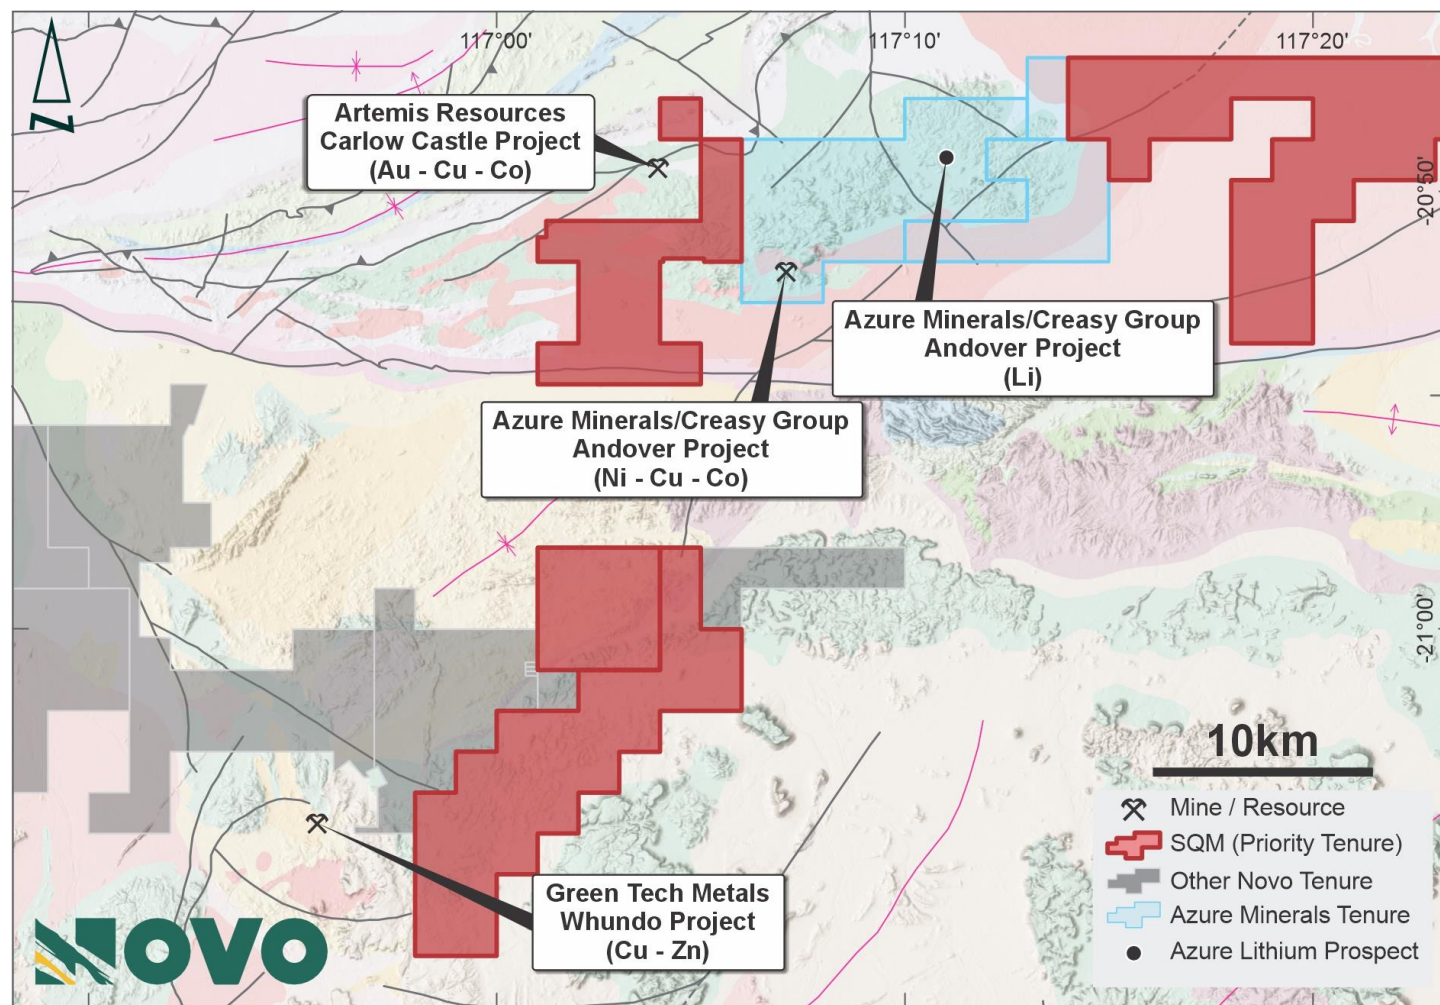 117°00'
117°10'
117°20'
N
Artemis Resources
Carlow Castle Project
(Au - Cu - Co)
-20°50'
Azure Minerals/Creasy Group
Andover Project
(Li)
Azure Minerals/Creasy Group
Andover Project
(Ni - Cu - Co)
-21°00'
10km
Mine / Resource
SQM (Priority Tenure)
Other Novo Tenure
Azure Minerals Tenure
Azure Lithium Prospect
Green Tech Metals
Whundo Project
(Cu - Zn)
NOVO